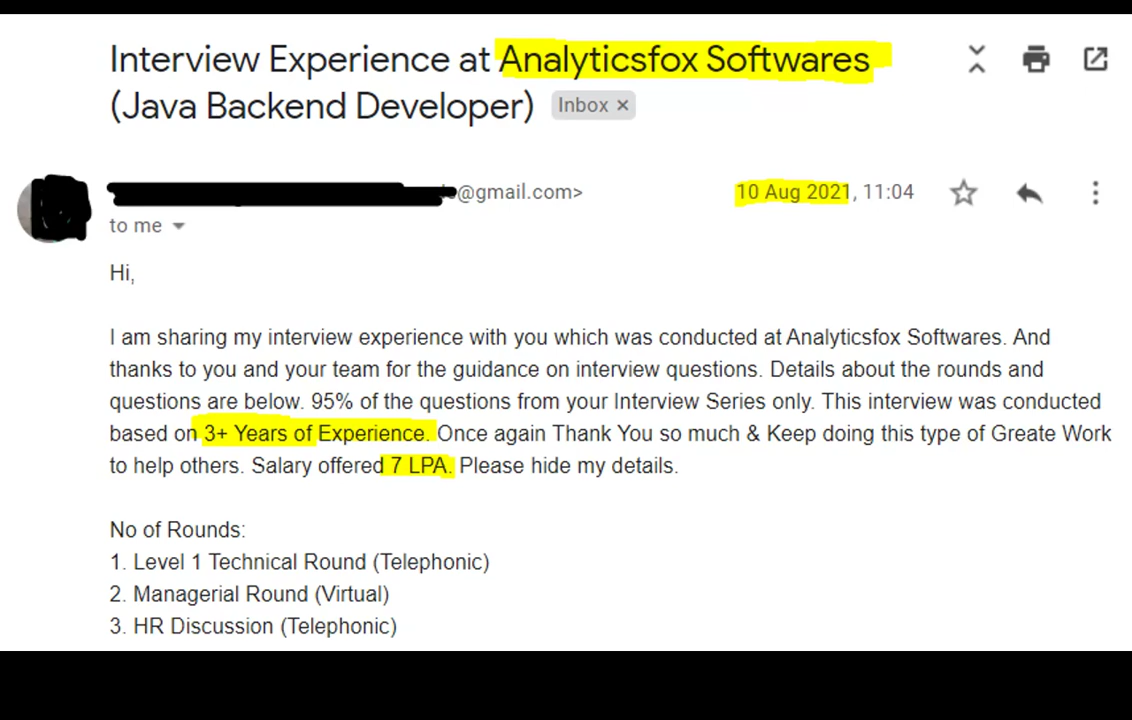 Interview Experience at Analyticsfox Softwares
(Java Backend Developer) Inbox ×
@gmail.com> 10 Aug 2021, 11:04
to me
Hi,
I am sharing my interview experience with you which was conducted at Analyticsfox Softwares. And
thanks to you and your team for the guidance on interview questions. Details about the rounds and
questions are below. 95% of the questions from your Interview Series only. This interview was conducted
based on 3+ Years of Experience. Once again Thank You so much & Keep doing this type of Greate Work
to help others. Salary offered 7 LPA. Please hide my details.
No of Rounds:
1. Level 1 Technical Round (Telephonic)
2. Managerial Round (Virtual)
3. HR Discussion (Telephonic)